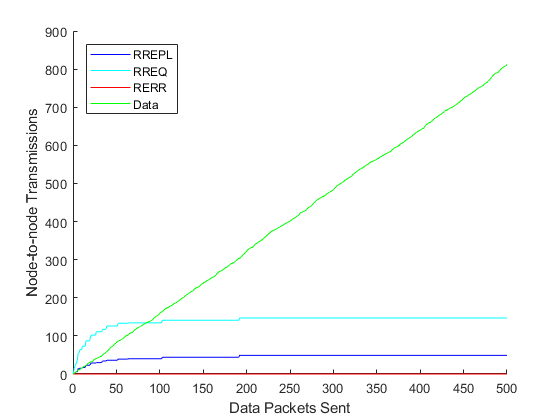 900
800
700
600
500
400
300
200
100
0
Node-to-node Transmissions
RREPL
RREQ
RERR
Data
0 50 100 150 200 250 300 350 400 450 500
Data Packets Sent